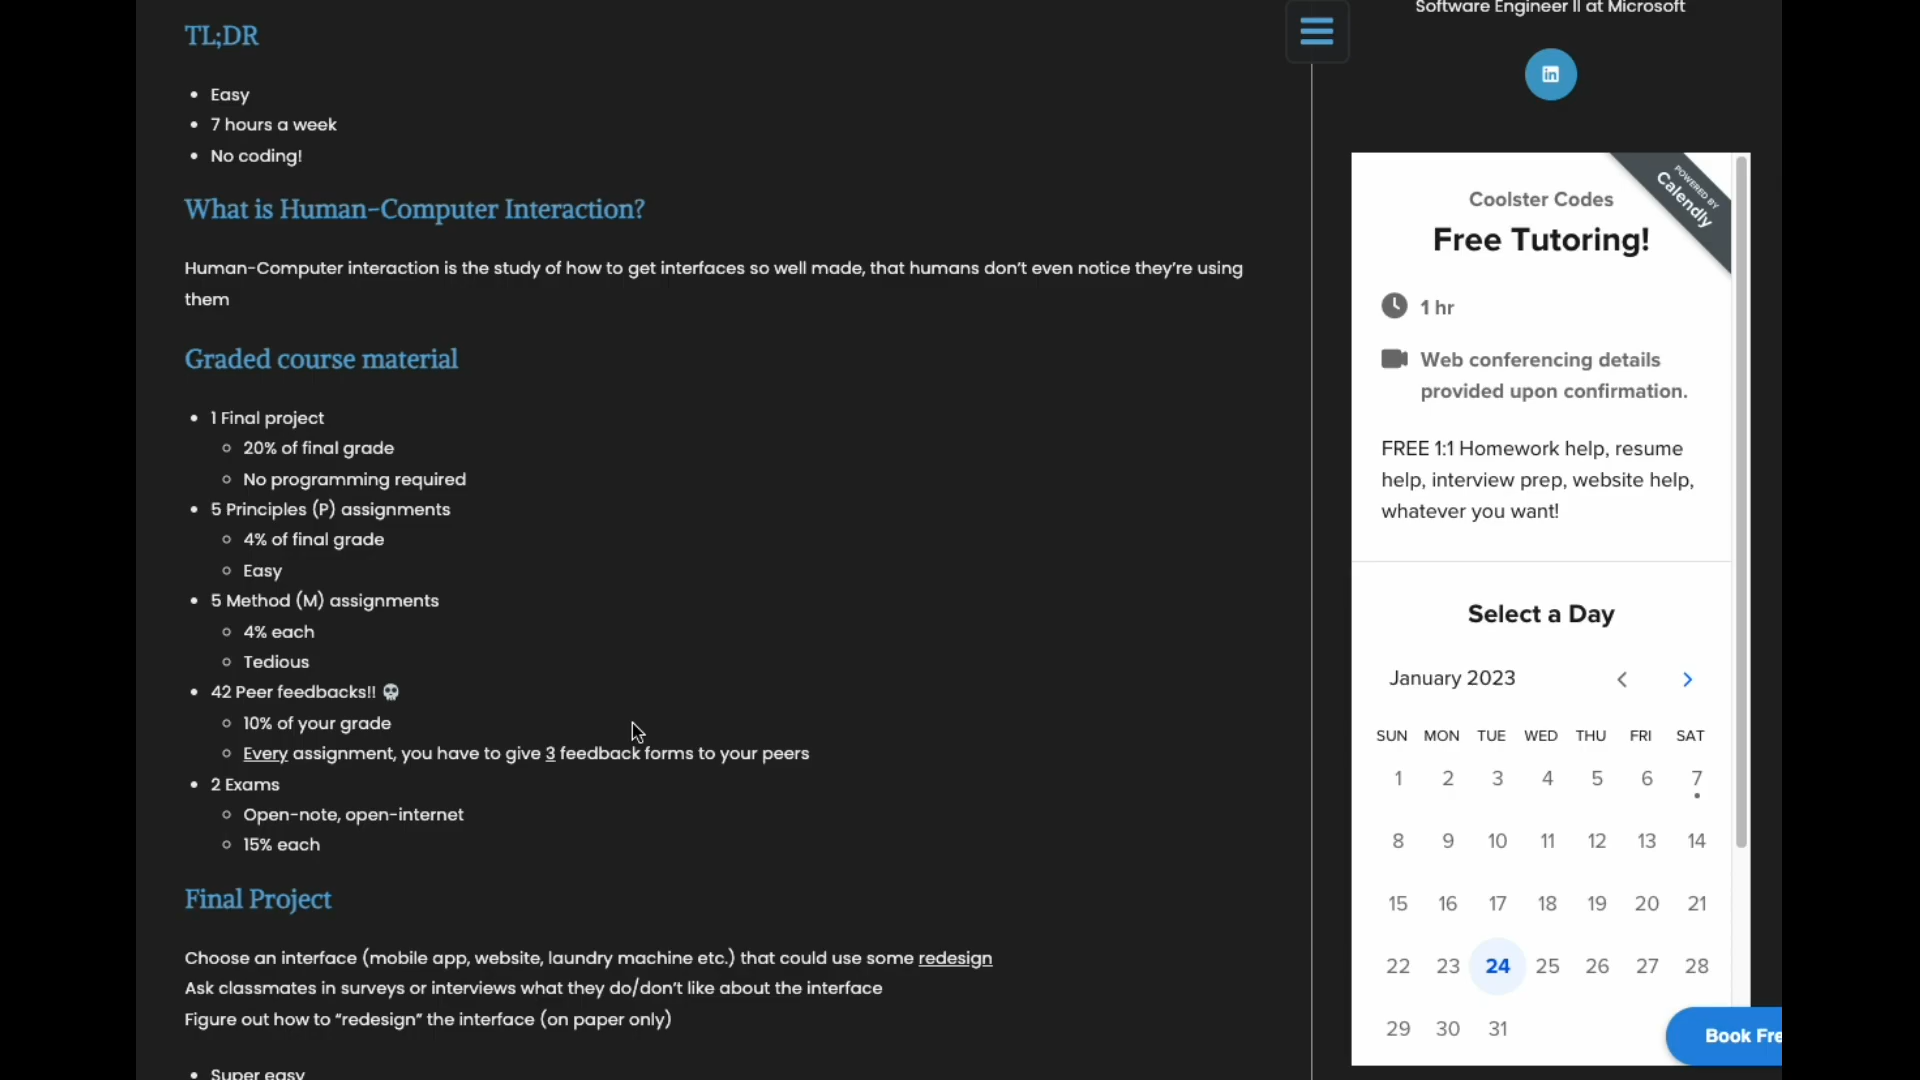 TL;DR
• Easy
• 7 hours a week
• No coding!
What is Human-Computer Interaction?
Human-Computer interaction is the study of how to get interfaces so well made, that humans don't even notice they're using
them
Graded course material
• 1 Final project
◦ 20% of final grade
◦ No programming required
• 5 Principles (P) assignments
◦ 4% of final grade
◦ Easy
• 5 Method (M) assignments
◦ 4% each
◦ Tedious
• 42 Peer feedbacks!! 💀
◦ 10% of your grade
◦ Every assignment, you have to give 3 feedback forms to your peers
• 2 Exams
◦ Open-note, open-internet
◦ 15% each
Final Project
Choose an interface (mobile app, website, laundry machine etc.) that could use some redesign
Ask classmates in surveys or interviews what they do/don't like about the interface
Figure out how to “redesign” the interface (on paper only)
• Super easy
Software Engineer II at Microsoft
in
POWERED BY
Calendly
Coolster Codes
Free Tutoring!
1 hr
Web conferencing details
provided upon confirmation.
FREE 1:1 Homework help, resume
help, interview prep, website help,
whatever you want!
Select a Day
January 2023
SUN MON TUE WED THU FRI SAT
1 2 3 4 5 6 7
8 9 10 11 12 13 14
15 16 17 18 19 20 21
22 23 24 25 26 27 28
29 30 31
Book Fre